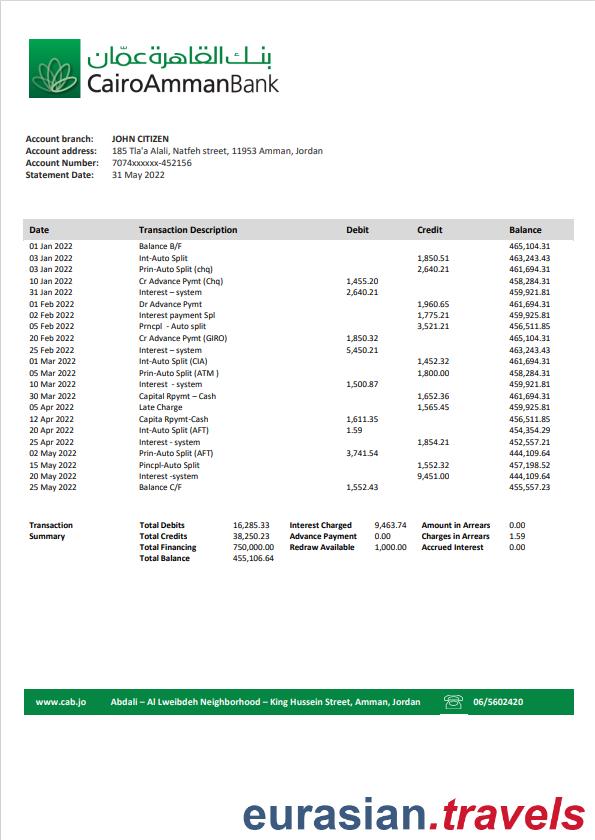 بنك القاهرة عمّان
CairoAmmanBank
Account branch: JOHN CITIZEN
Account address: 185 Tla'a Alali, Natfeh street, 11953 Amman, Jordan
Account Number: 7074xxxxxx-452156
Statement Date: 31 May 2022
Date Transaction Description Debit Credit Balance
01 Jan 2022 Balance B/F 465,104.31
03 Jan 2022 Int-Auto Split 1,850.51 463,243.43
03 Jan 2022 Prin-Auto Split (chq) 2,640.21 461,694.31
10 Jan 2022 Cr Advance Pymt (Chq) 1,455.20 458,284.31
31 Jan 2022 Interest – system 2,640.21 459,921.81
01 Feb 2022 Dr Advance Pymt 1,960.65 461,694.31
02 Feb 2022 Interest payment Spl 1,775.21 459,925.81
05 Feb 2022 Prncpl - Auto split 3,521.21 456,511.85
20 Feb 2022 Cr Advance Pymt (GIRO) 1,850.32 465,104.31
25 Feb 2022 Interest – system 5,450.21 463,243.43
01 Mar 2022 Int-Auto Split (CIA) 1,452.32 461,694.31
05 Mar 2022 Prin-Auto Split (ATM ) 1,800.00 458,284.31
10 Mar 2022 Interest - system 1,500.87 459,921.81
30 Mar 2022 Capital Rpymt – Cash 1,652.36 461,694.31
05 Apr 2022 Late Charge 1,565.45 459,925.81
12 Apr 2022 Capita Rpymt-Cash 1,611.35 456,511.85
20 Apr 2022 Int-Auto Split (AFT) 1.59 454,354.29
25 Apr 2022 Interest - system 1,854.21 452,557.21
02 May 2022 Prin-Auto Split (AFT) 3,741.54 444,109.64
15 May 2022 Pincpl-Auto Split 1,552.32 457,198.52
20 May 2022 Interest -system 9,451.00 444,109.64
25 May 2022 Balance C/F 1,552.43 455,557.23
Transaction Total Debits 16,285.33 Interest Charged 9,463.74 Amount in Arrears 0.00
Summary Total Credits 38,250.23 Advance Payment 0.00 Charges in Arrears 1.59
Total Financing 750,000.00 Redraw Available 1,000.00 Accrued Interest 0.00
Total Balance 455,106.64
www.cab.jo Abdali – Al Lweibdeh Neighborhood – King Hussein Street, Amman, Jordan 06/5602420
eurasian.travels